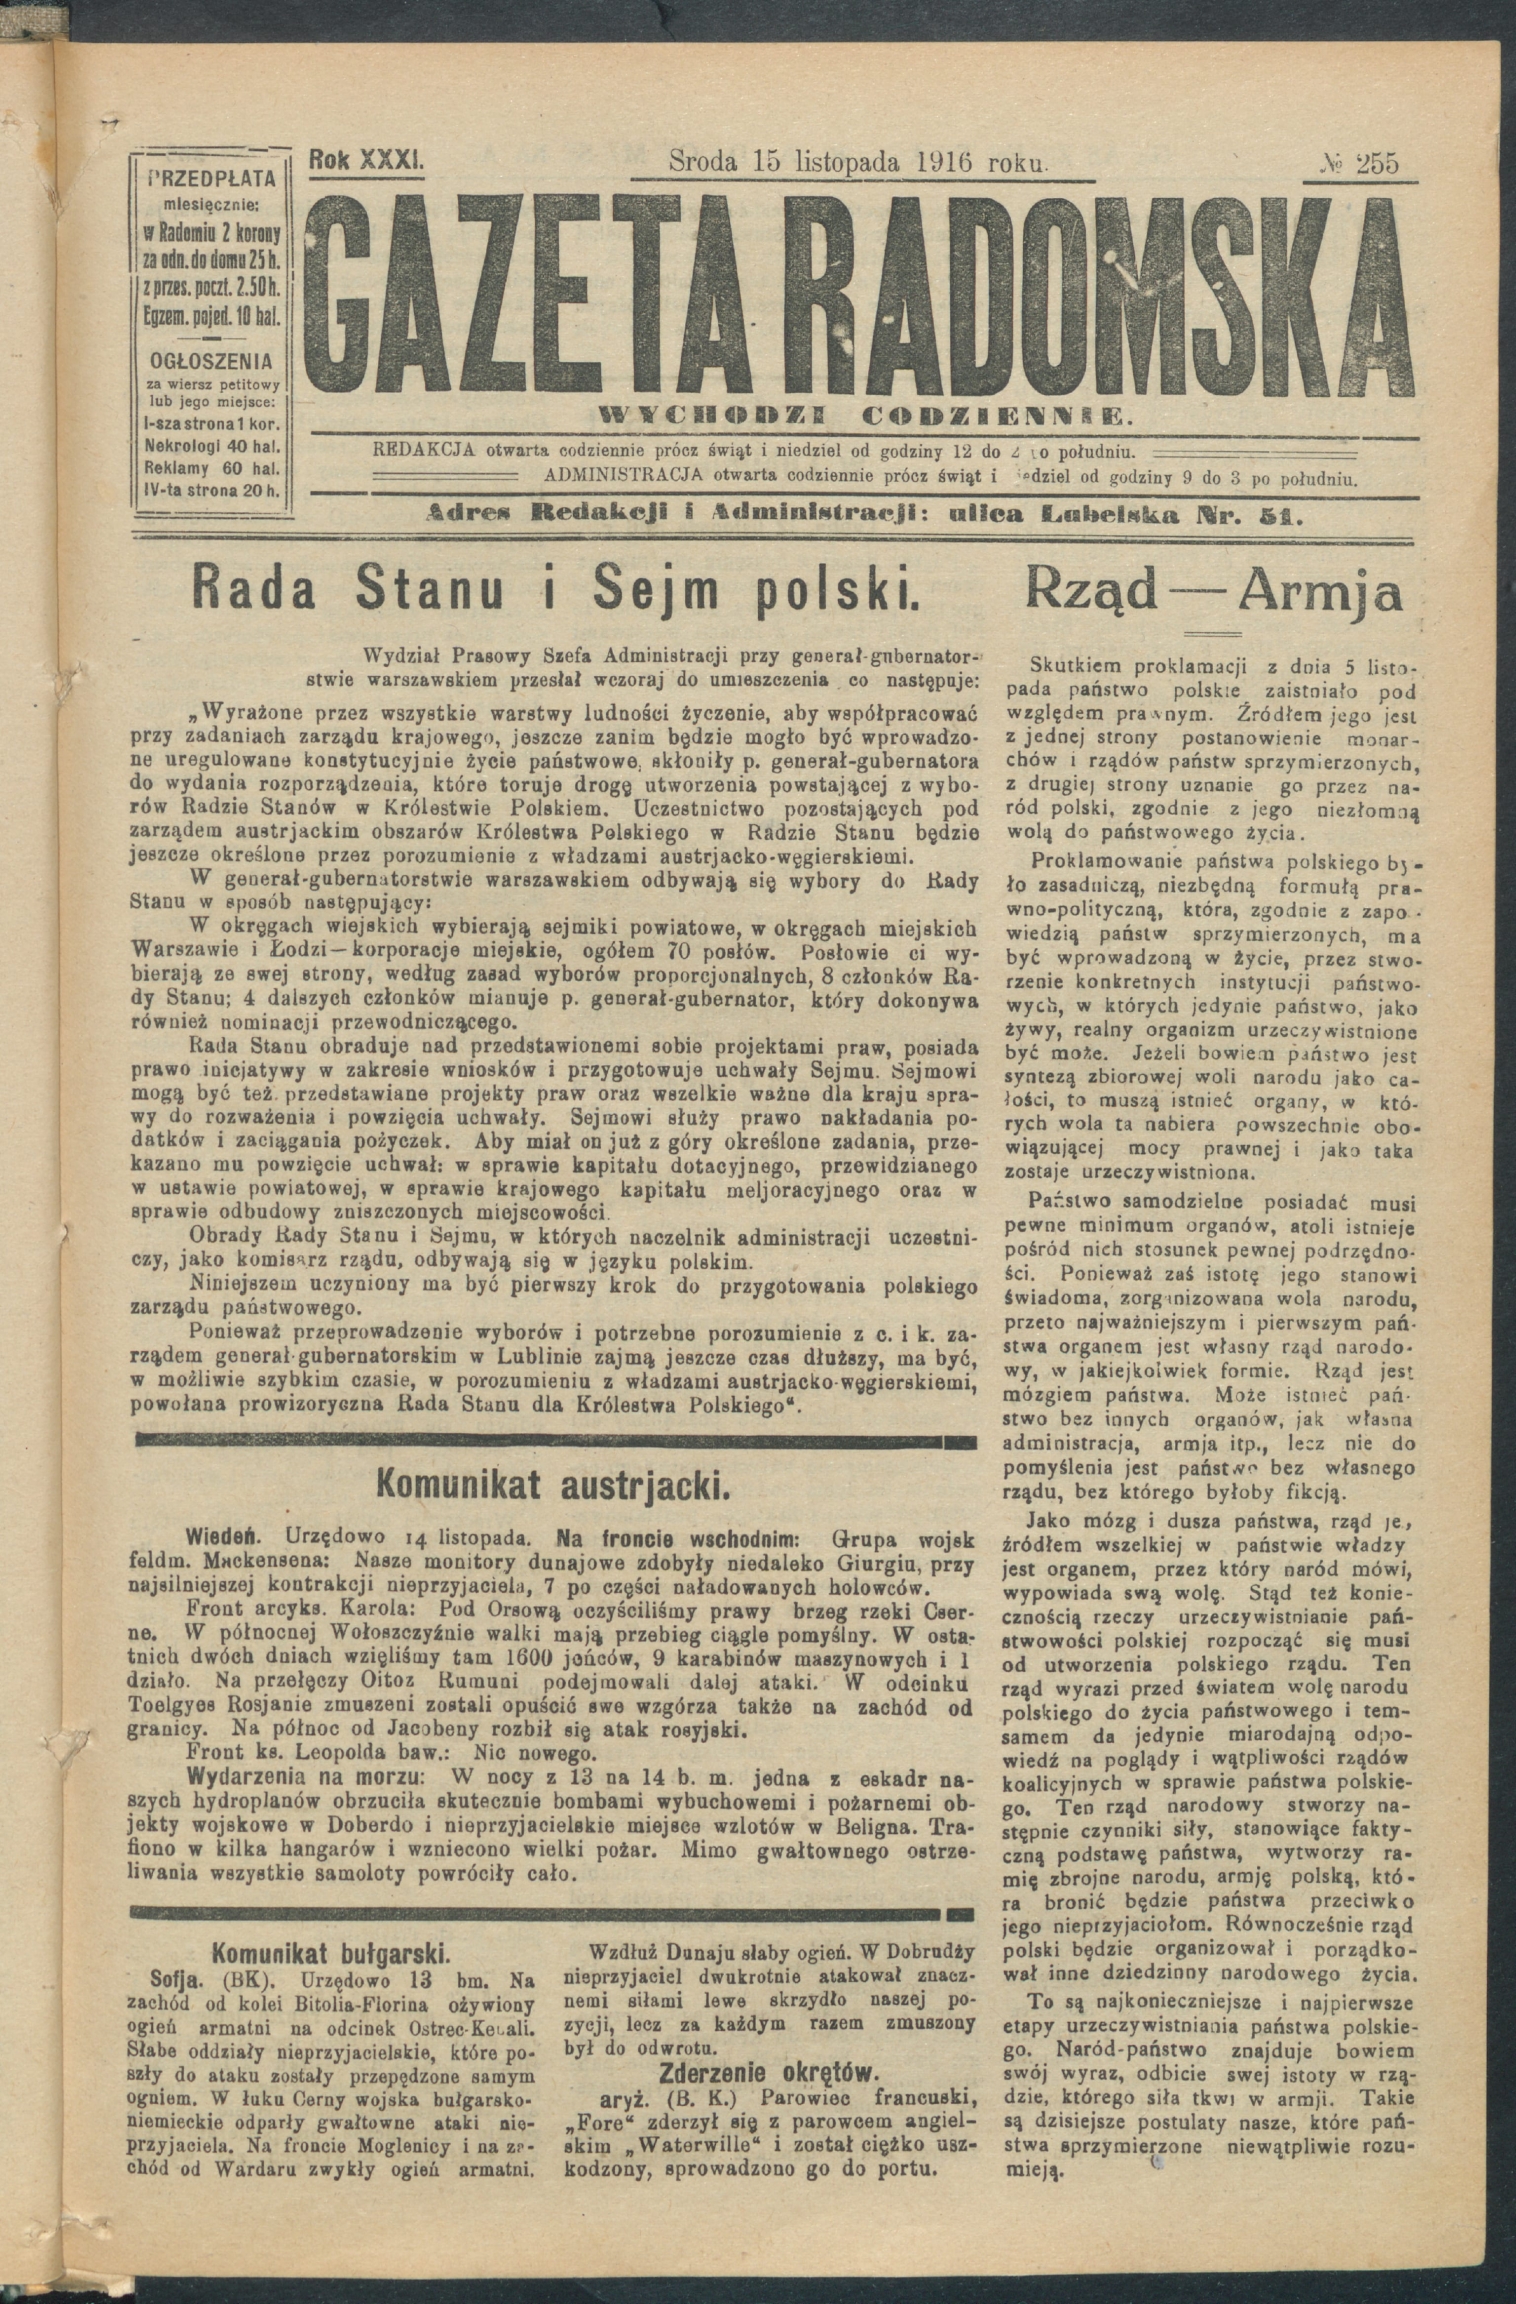 Rok XXXI.
Sroda 15 listopada 1916 roku.
№ 255
PRZEDPŁATA
miesięcznie:
w Radomiu 2 korony
za odn. do domu 25 h.
z przes. poczt. 2.50 h.
Egzem. pojed. 10 hal.
OGŁOSZENIA
za wiersz petitowy
lub jego miejsce:
I-sza strona 1 kor.
Nekrologi 40 hal.
Reklamy 60 hal.
IV-ta strona 20 h.
GAZETA RADOMSKA
WYCHODZI CODZIENNIE.
REDAKCJA otwarta codziennie prócz świąt i niedziel od godziny 12 do 2 południu.
ADMINISTRACJA otwarta codziennie prócz świąt i od godziny 9 do 3 po południu.
Adres Redakcji i Administracji: ulica Lubelska Nr. 51.
Rada Stanu i Sejm polski.
Wydział Prasowy Szefa Administracji przy generał-gubernator-
stwie warszawskiem przesłał wczoraj do umieszczenia co następuje:
„Wyrażone przez wszystkie warstwy ludności życzenie, aby współpracować
przy zadaniach zarządu krajowego, jeszcze zanim będzie mogło być wprowadzo-
ne uregulowane konstytucyjnie życie państwowe, skłoniły p. generał-gubernatora
do wydania rozporządzenia, które toruje drogę utworzenia powstającej z wybo-
rów Radzie Stanów w Królestwie Polskiem. Uczestnictwo pozostających pod
zarządem austrjackim obszarów Królestwa Polskiego w Radzie Stanu będzie
jeszcze określone przez porozumienie z władzami austrjacko-węgierskiemi.
W generał-gubernatorstwie warszawskiem odbywają się wybory do Rady
Stanu w sposób następujący:
W okręgach wiejskich wybierają sejmiki powiatowe, w okręgach miejskich
Warszawie i Łodzi—korporacje miejskie, ogółem 70 posłów. Posłowie ci wy-
bierają ze swej strony, według zasad wyborów proporcjonalnych, 8 członków Ra-
dy Stanu; 4 dalszych członków mianuje p. generał-gubernator, który dokonywa
również nominacji przewodniczącego.
Rada Stanu obraduje nad przedstawionemi sobie projektami praw, posiada
prawo inicjatywy w zakresie wniosków i przygotowuje uchwały Sejmu. Sejmowi
mogą być też przedstawiane projekty praw oraz wszelkie ważne dla kraju spra-
wy do rozważenia i powzięcia uchwały. Sejmowi służy prawo nakładania po-
datków i zaciągania pożyczek. Aby miał on już z góry określone zadania, prze-
kazano mu powzięcie uchwał: w sprawie kapitału dotacyjnego, przewidzianego
w ustawie powiatowej, w sprawie krajowego kapitału meljoracyjnego oraz w
sprawie odbudowy zniszczonych miejscowości.
Obrady Rady Stanu i Sejmu, w których naczelnik administracji uczestni-
czy, jako komisarz rządu, odbywają się w języku polskim.
Niniejszem uczyniony ma być pierwszy krok do przygotowania polskiego
zarządu państwowego.
Ponieważ przeprowadzenie wyborów i potrzebne porozumienie z c. i k. za-
rządem generał-gubernatorskim w Lublinie zajmą jeszcze czas dłuższy, ma być,
w możliwie szybkim czasie, w porozumieniu z władzami austrjacko-węgierskiemi,
powołana prowizoryczna Rada Stanu dla Królestwa Polskiego“.
Komunikat austrjacki.
Wiedeń. Urzędowo 14 listopada. Na froncie wschodnim: Grupa wojsk
feldm. Mackensena: Nasze monitory dunajowe zdobyły niedaleko Giurgiu, przy
najsilniejszej kontrakcji nieprzyjaciela, 7 po części naładowanych holowców.
Front arcyks. Karola: Pod Orsową oczyściliśmy prawy brzeg rzeki Cser-
ne. W północnej Wołoszczyźnie walki mają przebieg ciągle pomyślny. W osta-
tnich dwóch dniach wzięliśmy tam 1600 jeńców, 9 karabinów maszynowych i 1
działo. Na przełęczy Oitoz Rumuni podejmowali dalej ataki. W odcinku
Toelgyes Rosjanie zmuszeni zostali opuścić swe wzgórza także na zachód od
granicy. Na północ od Jacobeny rozbił się atak rosyjski.
Front ks. Leopolda baw.: Nic nowego.
Wydarzenia na morzu: W nocy z 13 na 14 b. m. jedna z eskadr na-
szych hydroplanów obrzuciła skutecznie bombami wybuchowemi i pożarnemi ob-
jekty wojskowe w Doberdo i nieprzyjacielskie miejsce wzlotów w Beligna. Tra-
fiono w kilka hangarów i wzniecono wielki pożar. Mimo gwałtownego ostrze-
liwania wszystkie samoloty powróciły cało.
Komunikat bułgarski.
Sofja. (BK). Urzędowo 13 bm. Na
zachód od kolei Bitolia-Florina ożywiony
ogień armatni na odcinek Ostrec-Kenali.
Słabe oddziały nieprzyjacielskie, które po-
szły do ataku zostały przepędzone samym
ogniem. W łuku Cerny wojska bułgarsko-
niemieckie odparły gwałtowne ataki nie-
przyjaciela. Na froncie Moglenicy i na za-
chód od Wardaru zwykły ogień armatni.
Wzdłuż Dunaju słaby ogień. W Dobrudży
nieprzyjaciel dwukrotnie atakował znacz-
nemi siłami lewe skrzydło naszej po-
zycji, lecz za każdym razem zmuszony
był do odwrotu.
Zderzenie okrętów.
aryż. (B. K.) Parowiec francuski,
„Fore“ zderzył się z parowcem angiel-
skim „Waterwille“ i został ciężko usz-
kodzony, sprowadzono go do portu.
Rząd — Armja
Skutkiem proklamacji z dnia 5 listo-
pada państwo polskie zaistniało pod
względem prawnym. Źródłem jego jest
z jednej strony postanowienie monar-
chów i rządów państw sprzymierzonych,
z drugiej strony uznanie go przez na-
ród polski, zgodnie z jego niezłomną
wolą do państwowego życia.
Proklamowanie państwa polskiego by-
ło zasadniczą, niezbędną formułą pra-
wno-polityczną, która, zgodnie z zapo-
wiedzią państw sprzymierzonych, ma
być wprowadzoną w życie, przez stwo-
rzenie konkretnych instytucji państwo-
wych, w których jedynie państwo, jako
żywy, realny organizm urzeczywistnione
być może. Jeżeli bowiem państwo jest
syntezą zbiorowej woli narodu jako ca-
łości, to muszą istnieć organy, w któ-
rych wola ta nabiera powszechnie obo-
wiązującej mocy prawnej i jako taka
zostaje urzeczywistniona.
Państwo samodzielne posiadać musi
pewne minimum organów, atoli istnieje
pośród nich stosunek pewnej podrzędno-
ści. Ponieważ zaś istotę jego stanowi
świadoma, zorganizowana wola narodu,
przeto najważniejszym i pierwszym pań-
stwa organem jest własny rząd narodo-
wy, w jakiejkolwiek formie. Rząd jest
mózgiem państwa. Może istnieć pań-
stwo bez innych organów, jak własna
administracja, armja itp., lecz nie do
pomyślenia jest państwo bez własnego
rządu, bez którego byłoby fikcją.
Jako mózg i dusza państwa, rząd je,
źródłem wszelkiej w państwie władzy
jest organem, przez który naród mówi,
wypowiada swą wolę. Stąd też konie-
cznością rzeczy urzeczywistnianie pań-
stwowości polskiej rozpocząć się musi
od utworzenia polskiego rządu. Ten
rząd wyrazi przed światem wolę narodu
polskiego do życia państwowego i tem-
samem da jedynie miarodajną odpo-
wiedź na poglądy i wątpliwości rządów
koalicyjnych w sprawie państwa polskie-
go. Ten rząd narodowy stworzy na-
stępnie czynniki siły, stanowiące fakty-
czną podstawę państwa, wytworzy ra-
mię zbrojne narodu, armję polską, któ-
ra bronić będzie państwa przeciwko
jego nieprzyjaciołom. Równocześnie rząd
polski będzie organizował i porządko-
wał inne dziedzinny narodowego życia.
To są najkonieczniejsze i najpierwsze
etapy urzeczywistniania państwa polskie-
go. Naród-państwo znajduje bowiem
swój wyraz, odbicie swej istoty w rzą-
dzie, którego siła tkwi w armji. Takie
są dzisiejsze postulaty nasze, które pań-
stwa sprzymierzone niewątpliwie rozu-
mieją.